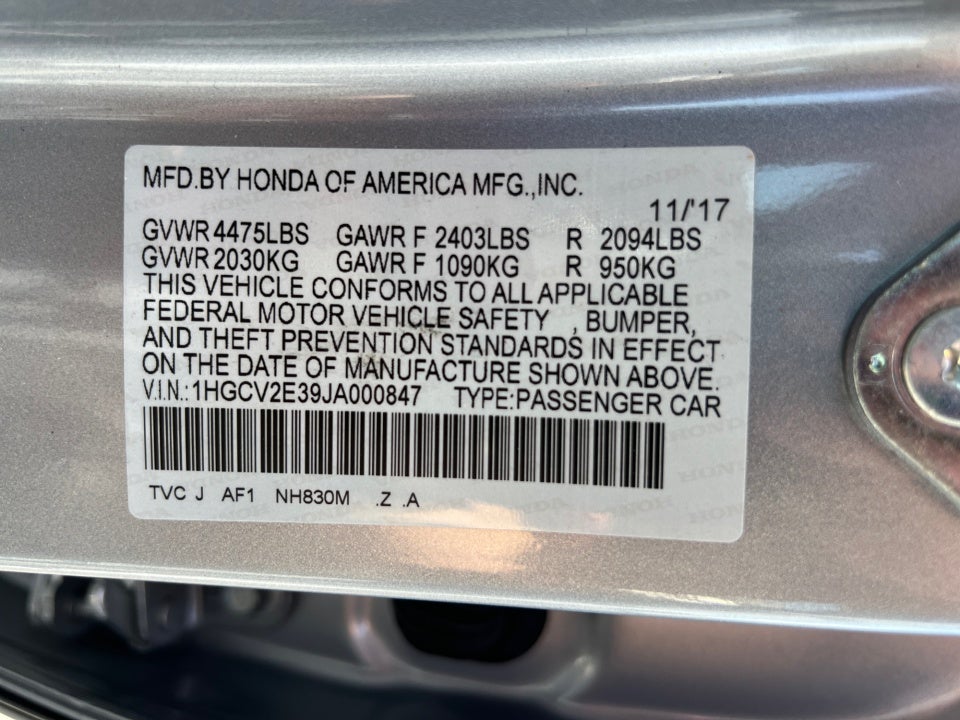 MFD.BY HONDA OF AMERICA MFG.,INC.
11/'17
GVWR 4475LBS GAWR F 2403LBS R 2094LBS
GVWR 2030KG GAWR F 1090KG R 950KG
THIS VEHICLE CONFORMS TO ALL APPLICABLE
FEDERAL MOTOR VEHICLE SAFETY , BUMPER,
AND THEFT PREVENTION STANDARDS IN EFFECT
ON THE DATE OF MANUFACTURE SHOWN ABOVE.
V.I.N.:1HGCV2E39JA000847 TYPE:PASSENGER CAR
TVC J AF1 NH830M .Z .A